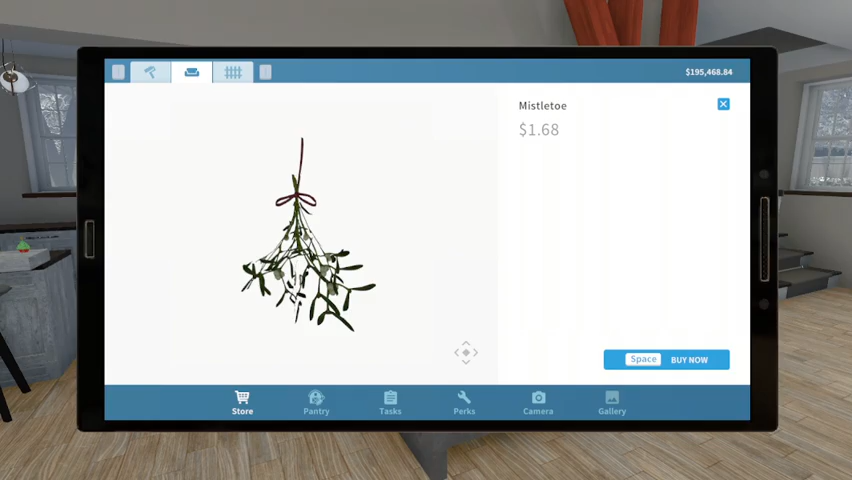 $195,468.84
Mistletoe
$1.68
Space BUY NOW
Store Pantry Tasks Perks Camera Gallery